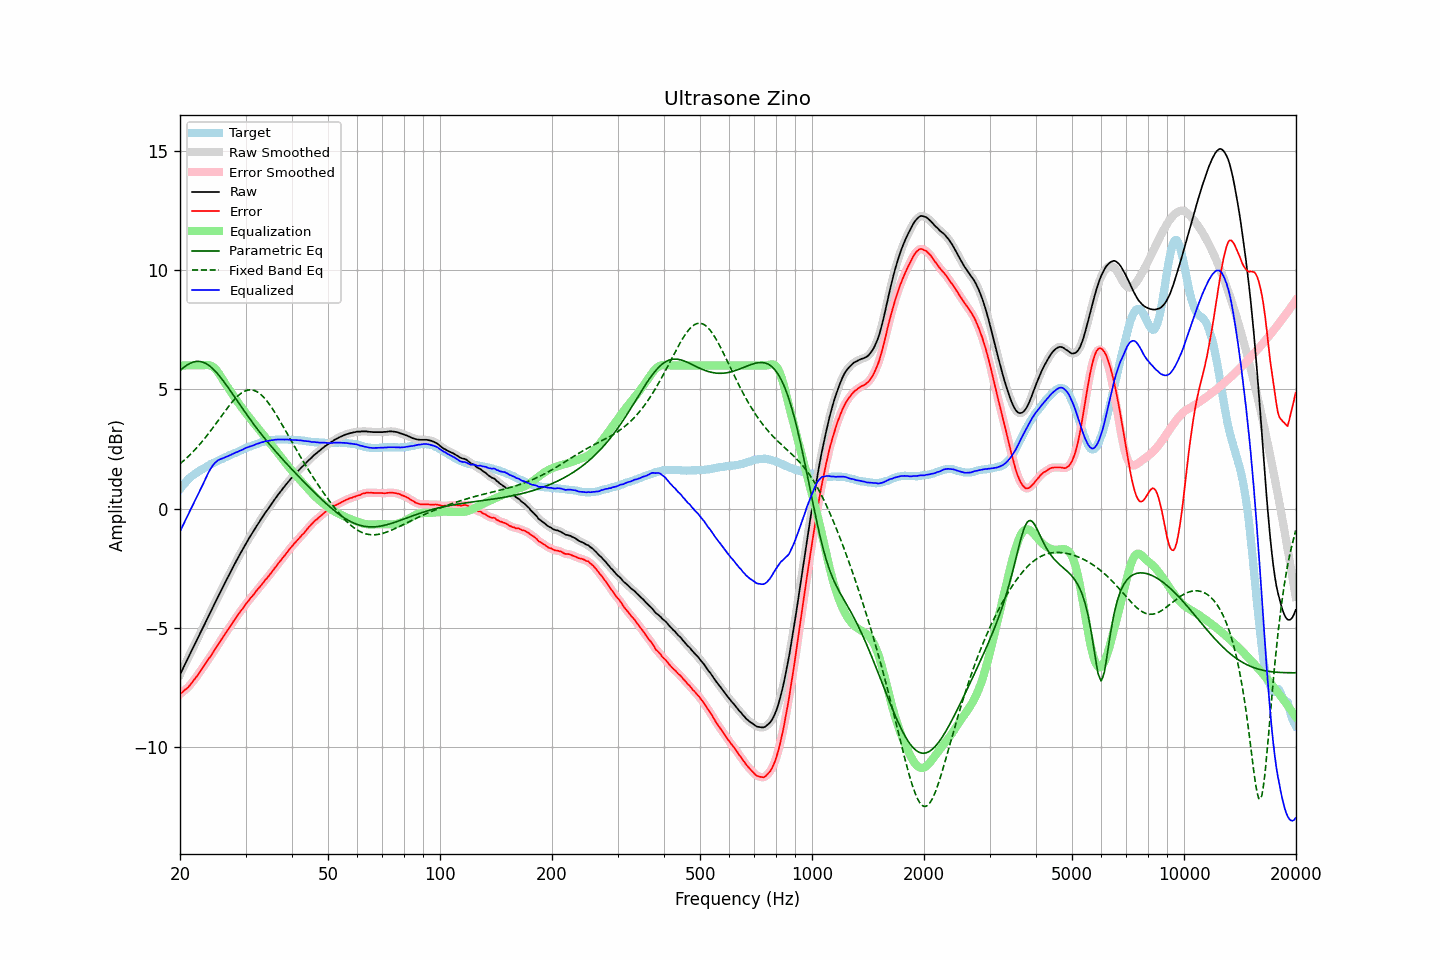 Ultrasone Zino
Target
Raw Smoothed
Error Smoothed
Raw
Error
Equalization
Parametric Eq
Fixed Band Eq
Equalized
Amplitude (dBr)
15
10
5
0
−5
−10
20
50
100
200
500
1000
2000
5000
10000
20000
Frequency (Hz)